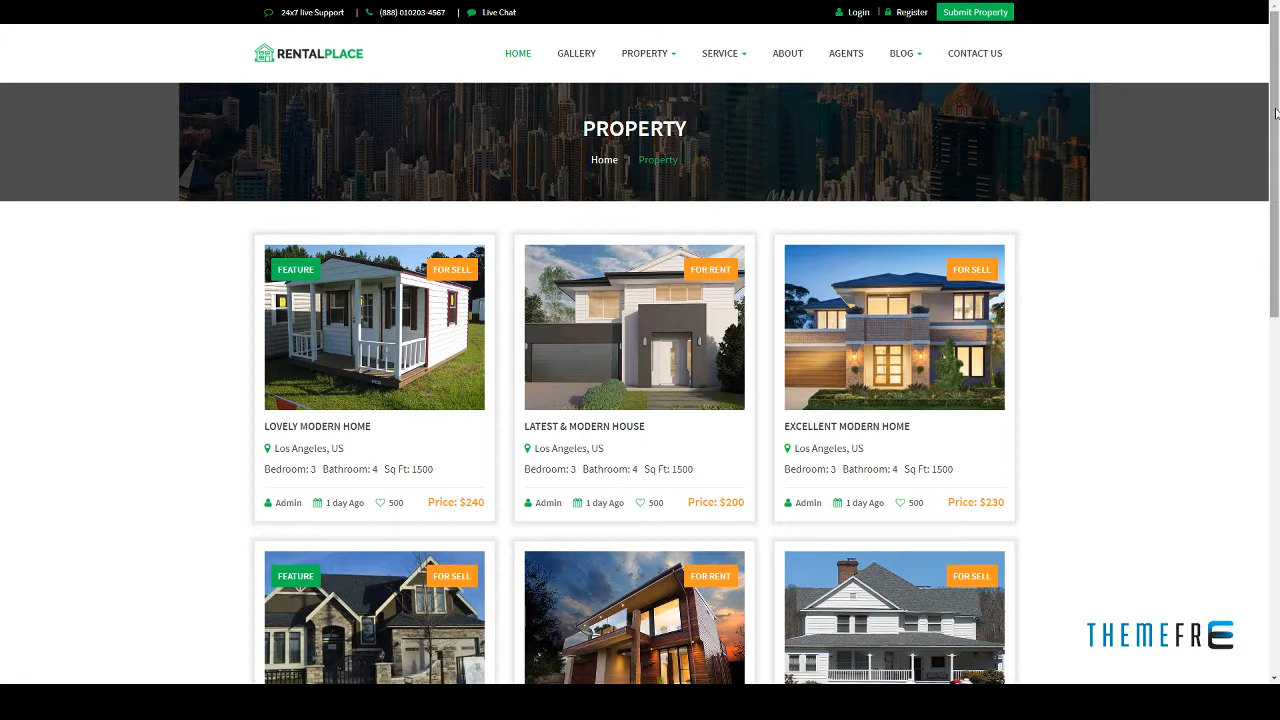 24x7 live Support | (888) 010203-4567 | Live Chat
Login | Register Submit Property
RENTALPLACE
HOME GALLERY PROPERTY SERVICE ABOUT AGENTS BLOG CONTACT US
PROPERTY
Home | Property
FEATURE FOR SELL
LOVELY MODERN HOME
Los Angeles, US
Bedroom: 3 Bathroom: 4 Sq Ft: 1500
Admin 1 day Ago 500 Price: $240
FOR RENT
LATEST & MODERN HOUSE
Los Angeles, US
Bedroom: 3 Bathroom: 4 Sq Ft: 1500
Admin 1 day Ago 500 Price: $200
FOR SELL
EXCELLENT MODERN HOME
Los Angeles, US
Bedroom: 3 Bathroom: 4 Sq Ft: 1500
Admin 1 day Ago 500 Price: $230
FEATURE FOR SELL
FOR RENT
FOR SELL
THEMEFRE